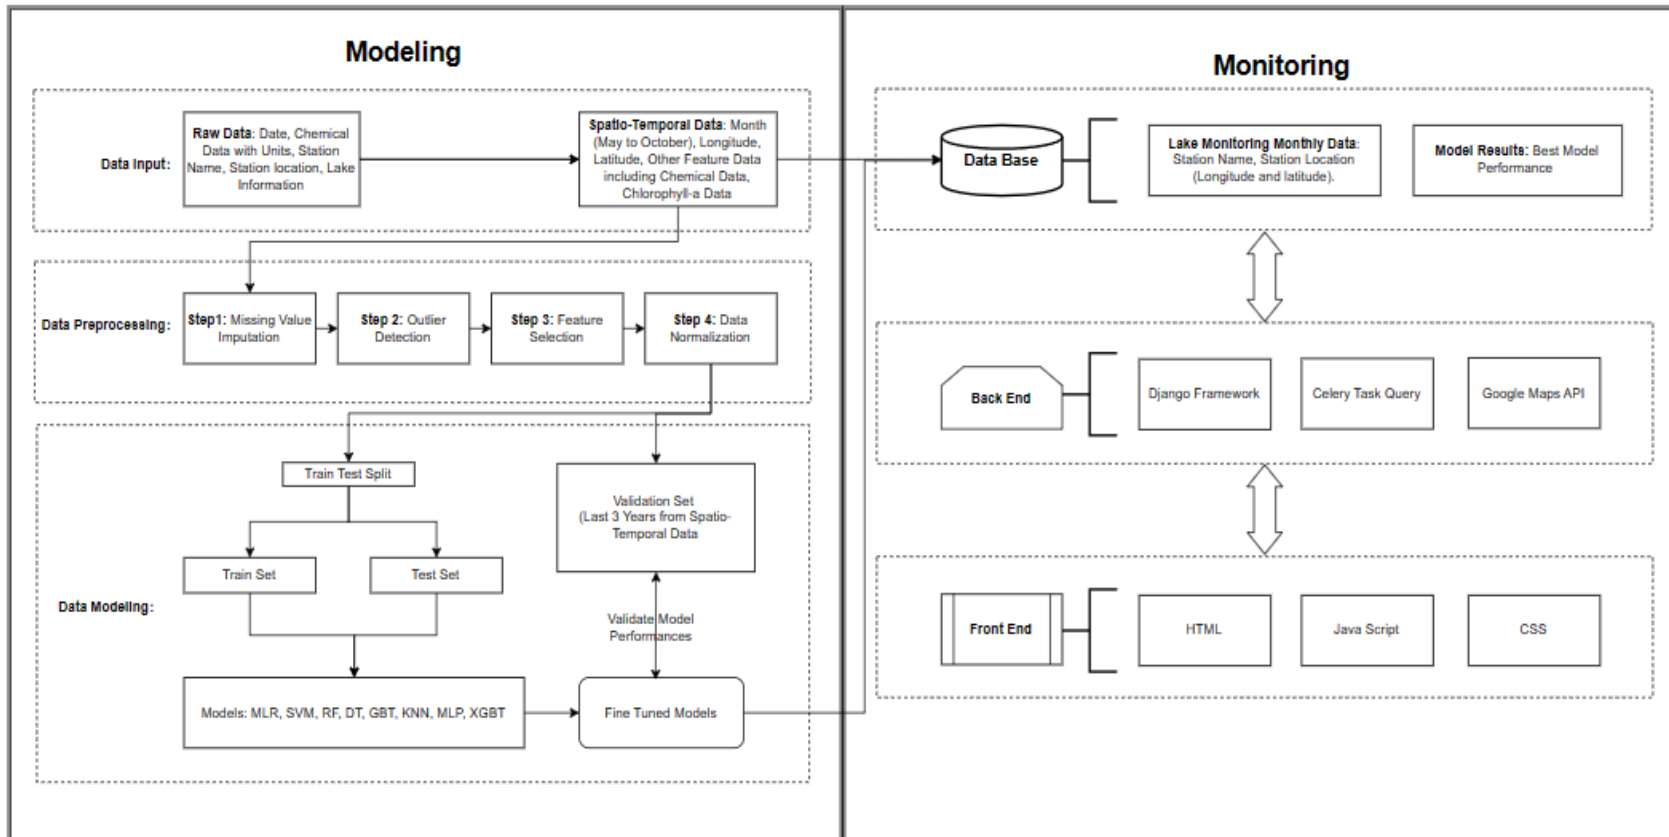 Modeling
Data Input:
Raw Data: Date, Chemical
Data with Units, Station
Name, Station location, Lake
Information
Spatio-Temporal Data: Month
(May to October), Longitude,
Latitude, Other Feature Data
including Chemical Data,
Chlorophyll-a Data
Data Preprocessing:
Step1: Missing Value
Imputation
Step 2: Outlier
Detection
Step 3: Feature
Selection
Step 4: Data
Normalization
Data Modeling:
Train Test Split
Train Set
Test Set
Validation Set
(Last 3 Years from Spatio-
Temporal Data
Validate Model
Performances
Models: MLR, SVM, RF, DT, GBT, KNN, MLP, XGBT
Fine Tuned Models
Monitoring
Data Base
Lake Monitoring Monthly Data:
Station Name, Station Location
(Longitude and latitude).
Model Results: Best Model
Performance
Back End
Django Framework
Celery Task Query
Google Maps API
Front End
HTML
Java Script
CSS